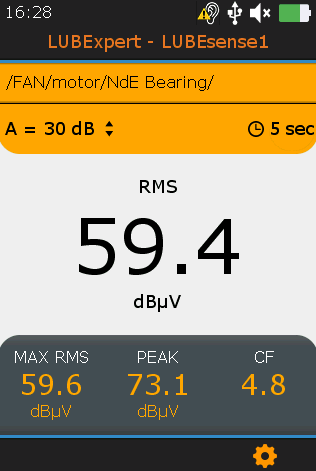 16:28
LUBExpert - LUBEsense1
/FAN/motor/NdE Bearing/
A = 30 dB 5 sec
RMS
59.4
dBµV
MAX RMS PEAK CF
59.6 73.1 4.8
dBµV dBµV